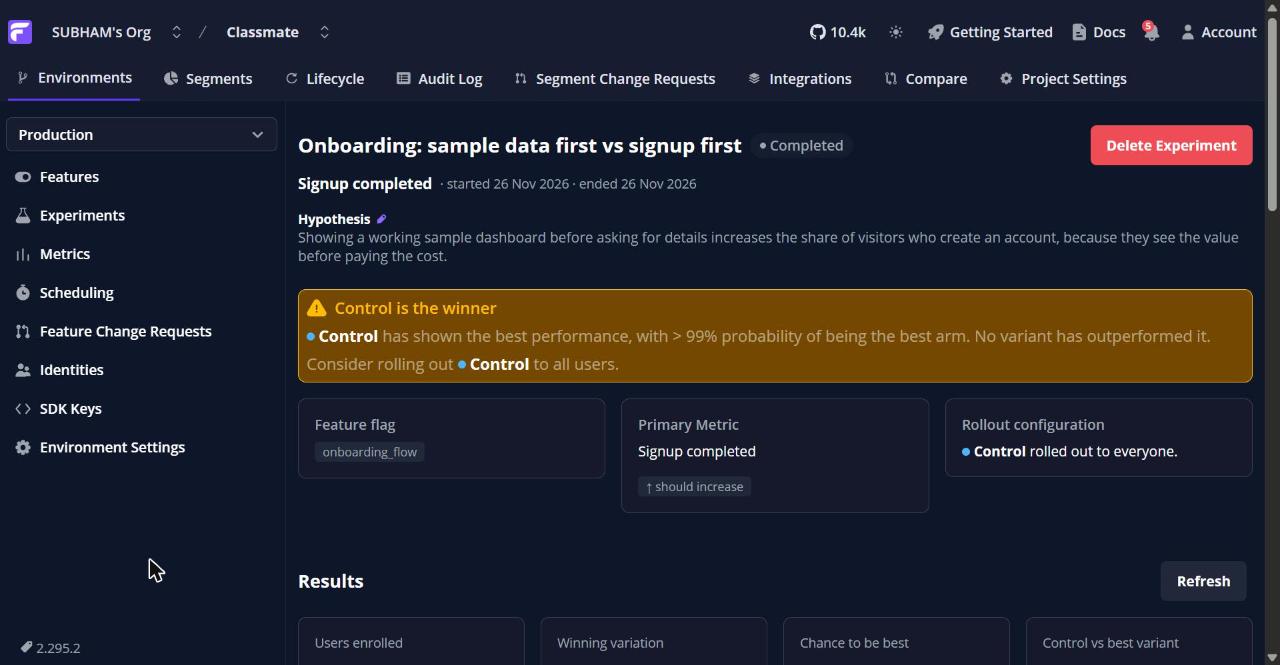 SUBHAM's Org / Classmate
10.4k Getting Started Docs 5 Account
Environments Segments Lifecycle Audit Log Segment Change Requests Integrations Compare Project Settings
Production
Features
Experiments
Metrics
Scheduling
Feature Change Requests
Identities
SDK Keys
Environment Settings
2.295.2
Onboarding: sample data first vs signup first • Completed
Delete Experiment
Signup completed · started 26 Nov 2026 · ended 26 Nov 2026
Hypothesis
Showing a working sample dashboard before asking for details increases the share of visitors who create an account, because they see the value
before paying the cost.
Control is the winner
Control has shown the best performance, with > 99% probability of being the best arm. No variant has outperformed it.
Consider rolling out Control to all users.
Feature flag
onboarding_flow
Primary Metric
Signup completed
↑ should increase
Rollout configuration
Control rolled out to everyone.
Results
Refresh
Users enrolled
Winning variation
Chance to be best
Control vs best variant